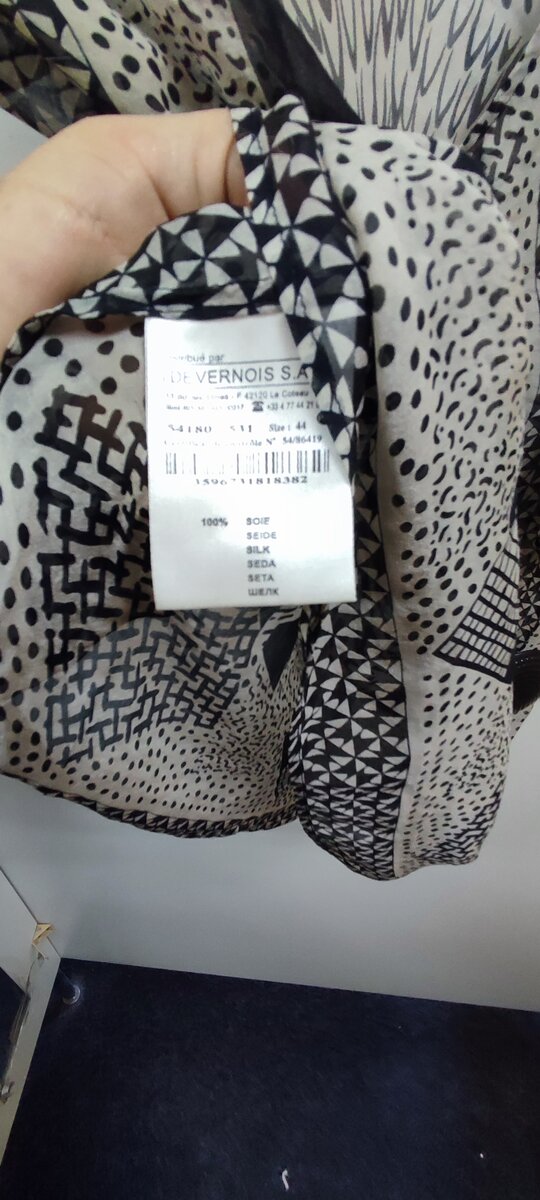 par
DEVERNOIS S.A
F 42120 Le Coteau
☎ +33 4 77 44 21
S4180 531 Size : 44
N° 54/86419
3596731818382
100% SOIE
SEIDE
SILK
SEDA
SETA
ШЕЛК